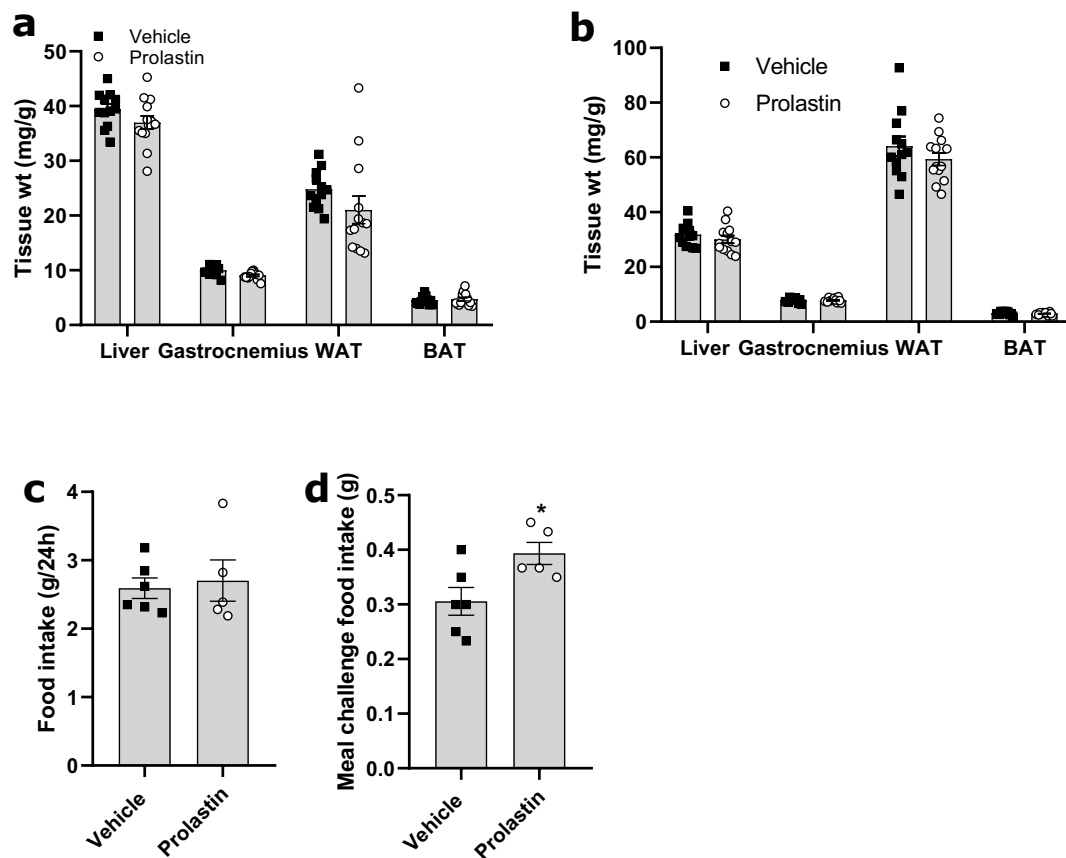 a
Vehicle
Prolastin
Tissue wt (mg/g)
50
40
30
20
10
0
Liver Gastrocnemius WAT BAT
b
Vehicle
Prolastin
Tissue wt (mg/g)
100
80
60
40
20
0
Liver Gastrocnemius WAT BAT
c
Food intake (g/24h)
4
3
2
1
0
Vehicle
Prolastin
d
Meal challenge food intake (g)
0.5
0.4
0.3
0.2
0.1
0.0
*
Vehicle
Prolastin